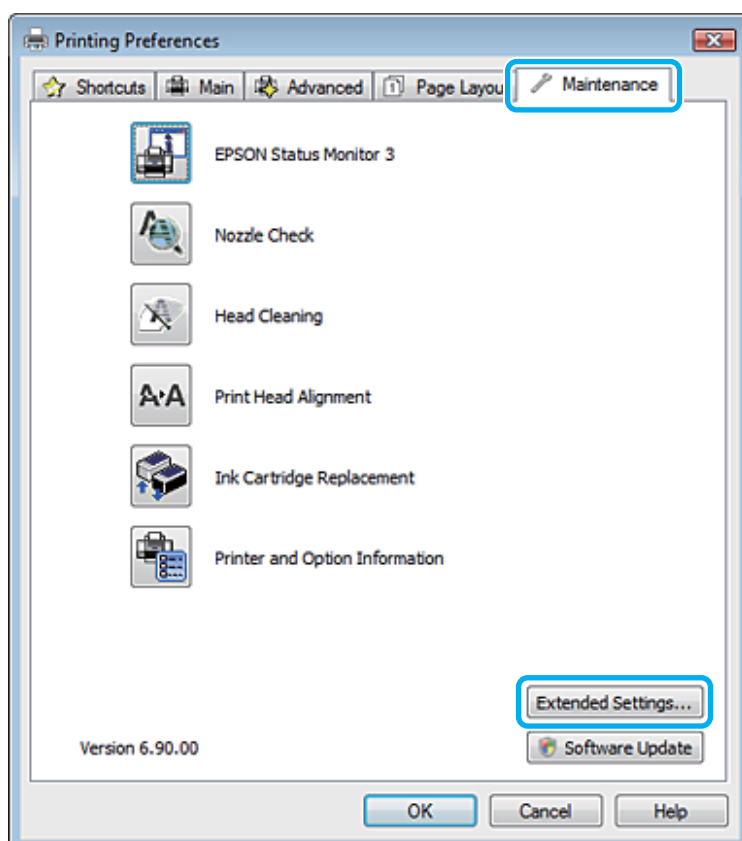 Printing Preferences
Shortcuts Main Advanced Page Layou Maintenance
EPSON Status Monitor 3
Nozzle Check
Head Cleaning
A A Print Head Alignment
Ink Cartridge Replacement
Printer and Option Information
Extended Settings...
Version 6.90.00 Software Update
OK Cancel Help